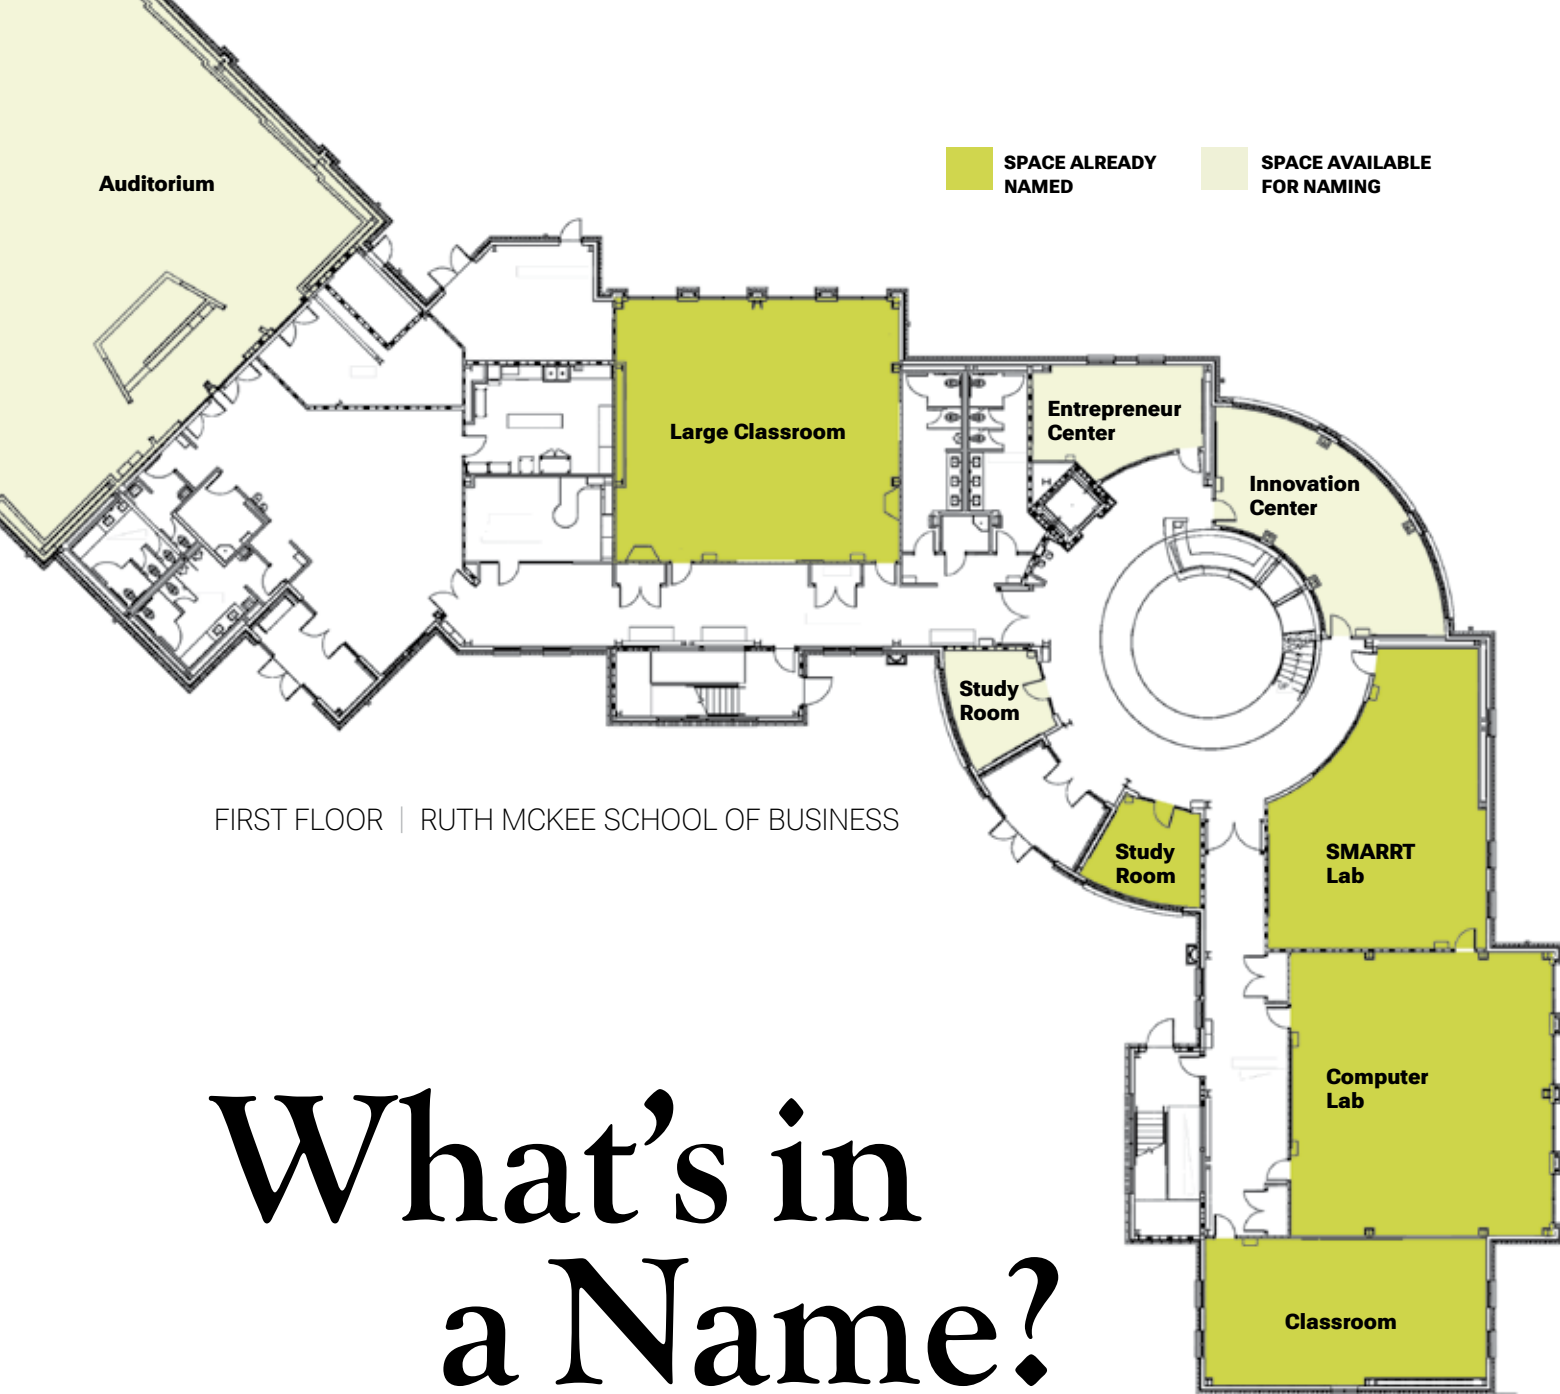 Auditorium
SPACE ALREADY
NAMED
SPACE AVAILABLE
FOR NAMING
Large Classroom
Entrepreneur
Center
Innovation
Center
Study
Room
FIRST FLOOR | RUTH MCKEE SCHOOL OF BUSINESS
Study
Room
SMARRT
Lab
Computer
Lab
What's in
a Name?
Classroom